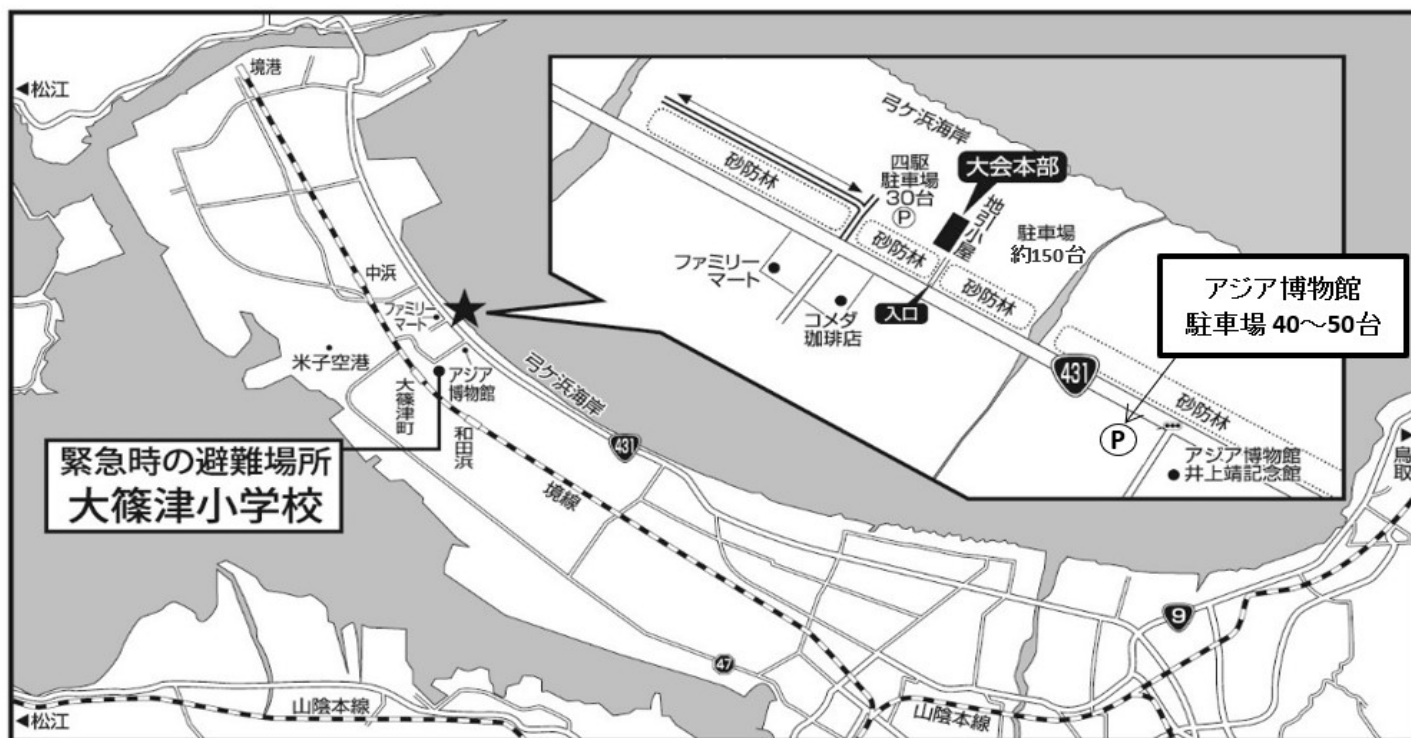 境港
◀松江
中浜
ファミリー
マート
米子空港
大篠津町
アジア
博物館
和田浜
弓ケ浜海岸
431
緊急時の避難場所
大篠津小学校
境線
47
9
▶
鳥取
山陰本線
◀松江
山陰本線
弓ケ浜海岸
砂防林
四駆
駐車場
30台
P
大会本部
地引小屋
駐車場
約150台
砂防林
砂防林
ファミリー
マート
コメダ
珈琲店
入口
アジア博物館
駐車場 40～50台
431
砂防林
P
アジア博物館
井上靖記念館